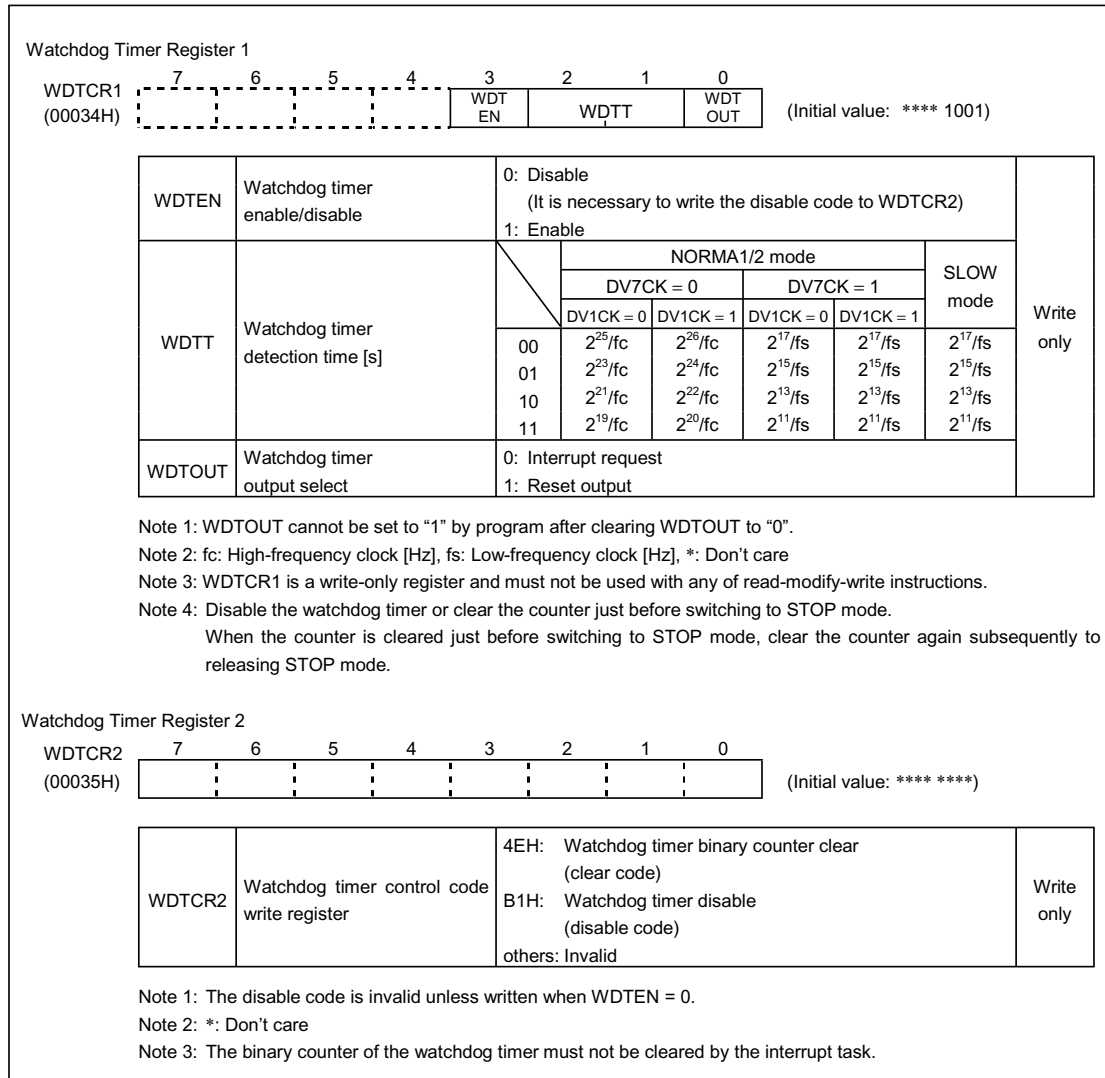 Watchdog Timer Register 1
7 6 5 4 3 2 1 0
WDTCR1
(00034H)
WDT EN WDTT WDT OUT (Initial value: **** 1001)
WDTEN Watchdog timer enable/disable 0: Disable
(It is necessary to write the disable code to WDTCR2)
1: Enable
WDTT Watchdog timer detection time [s]
NORMA1/2 mode SLOW mode
DV7CK = 0 DV7CK = 1
DV1CK = 0 DV1CK = 1 DV1CK = 0 DV1CK = 1
00 2^25/fc 2^26/fc 2^17/fs 2^17/fs 2^17/fs
01 2^23/fc 2^24/fc 2^15/fs 2^15/fs 2^15/fs
10 2^21/fc 2^22/fc 2^13/fs 2^13/fs 2^13/fs
11 2^19/fc 2^20/fc 2^11/fs 2^11/fs 2^11/fs
WDTOUT Watchdog timer output select 0: Interrupt request
1: Reset output
Write only
Note 1: WDTOUT cannot be set to “1” by program after clearing WDTOUT to “0”.
Note 2: fc: High-frequency clock [Hz], fs: Low-frequency clock [Hz], *: Don’t care
Note 3: WDTCR1 is a write-only register and must not be used with any of read-modify-write instructions.
Note 4: Disable the watchdog timer or clear the counter just before switching to STOP mode.
When the counter is cleared just before switching to STOP mode, clear the counter again subsequently to
releasing STOP mode.
Watchdog Timer Register 2
7 6 5 4 3 2 1 0
WDTCR2
(00035H)
(Initial value: **** ****)
WDTCR2 Watchdog timer control code write register
4EH: Watchdog timer binary counter clear
(clear code)
B1H: Watchdog timer disable
(disable code)
others: Invalid
Write only
Note 1: The disable code is invalid unless written when WDTEN = 0.
Note 2: *: Don’t care
Note 3: The binary counter of the watchdog timer must not be cleared by the interrupt task.